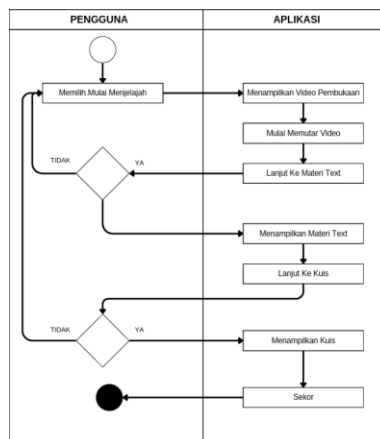 PENGGUNA
APLIKASI
Memilih Mulai Menjelajah
Menampilkan Video Pembukaan
Mulai Memutar Video
TIDAK
YA
Lanjut Ke Materi Text
Menampilkan Materi Text
Lanjut Ke Kuis
TIDAK
YA
Menampilkan Kuis
Sekor